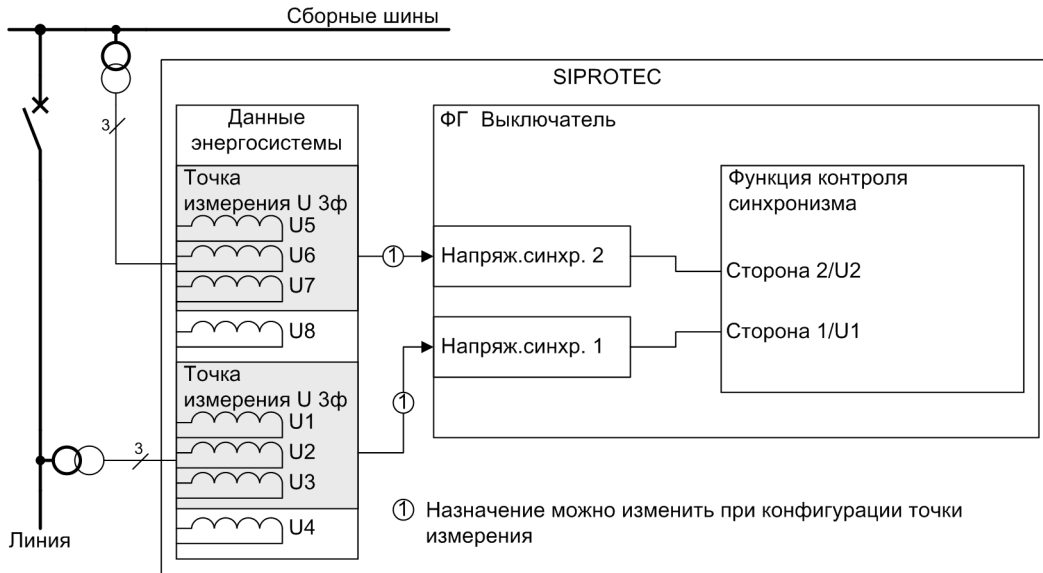 Сборные шины
SIPROTEC
3
Данные
энергосистемы
Точка
измерения U 3ф
U5
U6
U7
U8
Точка
измерения U 3ф
U1
U2
U3
U4
3
Линия
ФГ Выключатель
1
Напряж.синхр. 2
1
Напряж.синхр. 1
Функция контроля
синхронизма
Сторона 2/U2
Сторона 1/U1
1 Назначение можно изменить при конфигурации точки
измерения